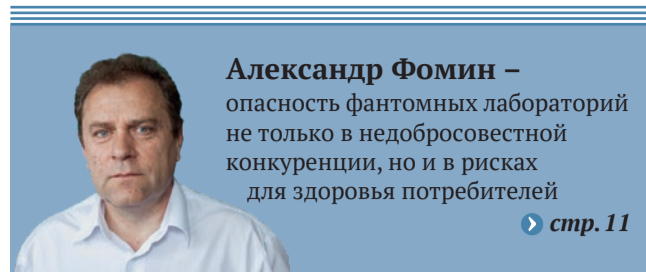 Александр Фомин –
опасность фантомных лабораторий
не только в недобросовестной
конкуренции, но и в рисках
для здоровья потребителей
стр. 11